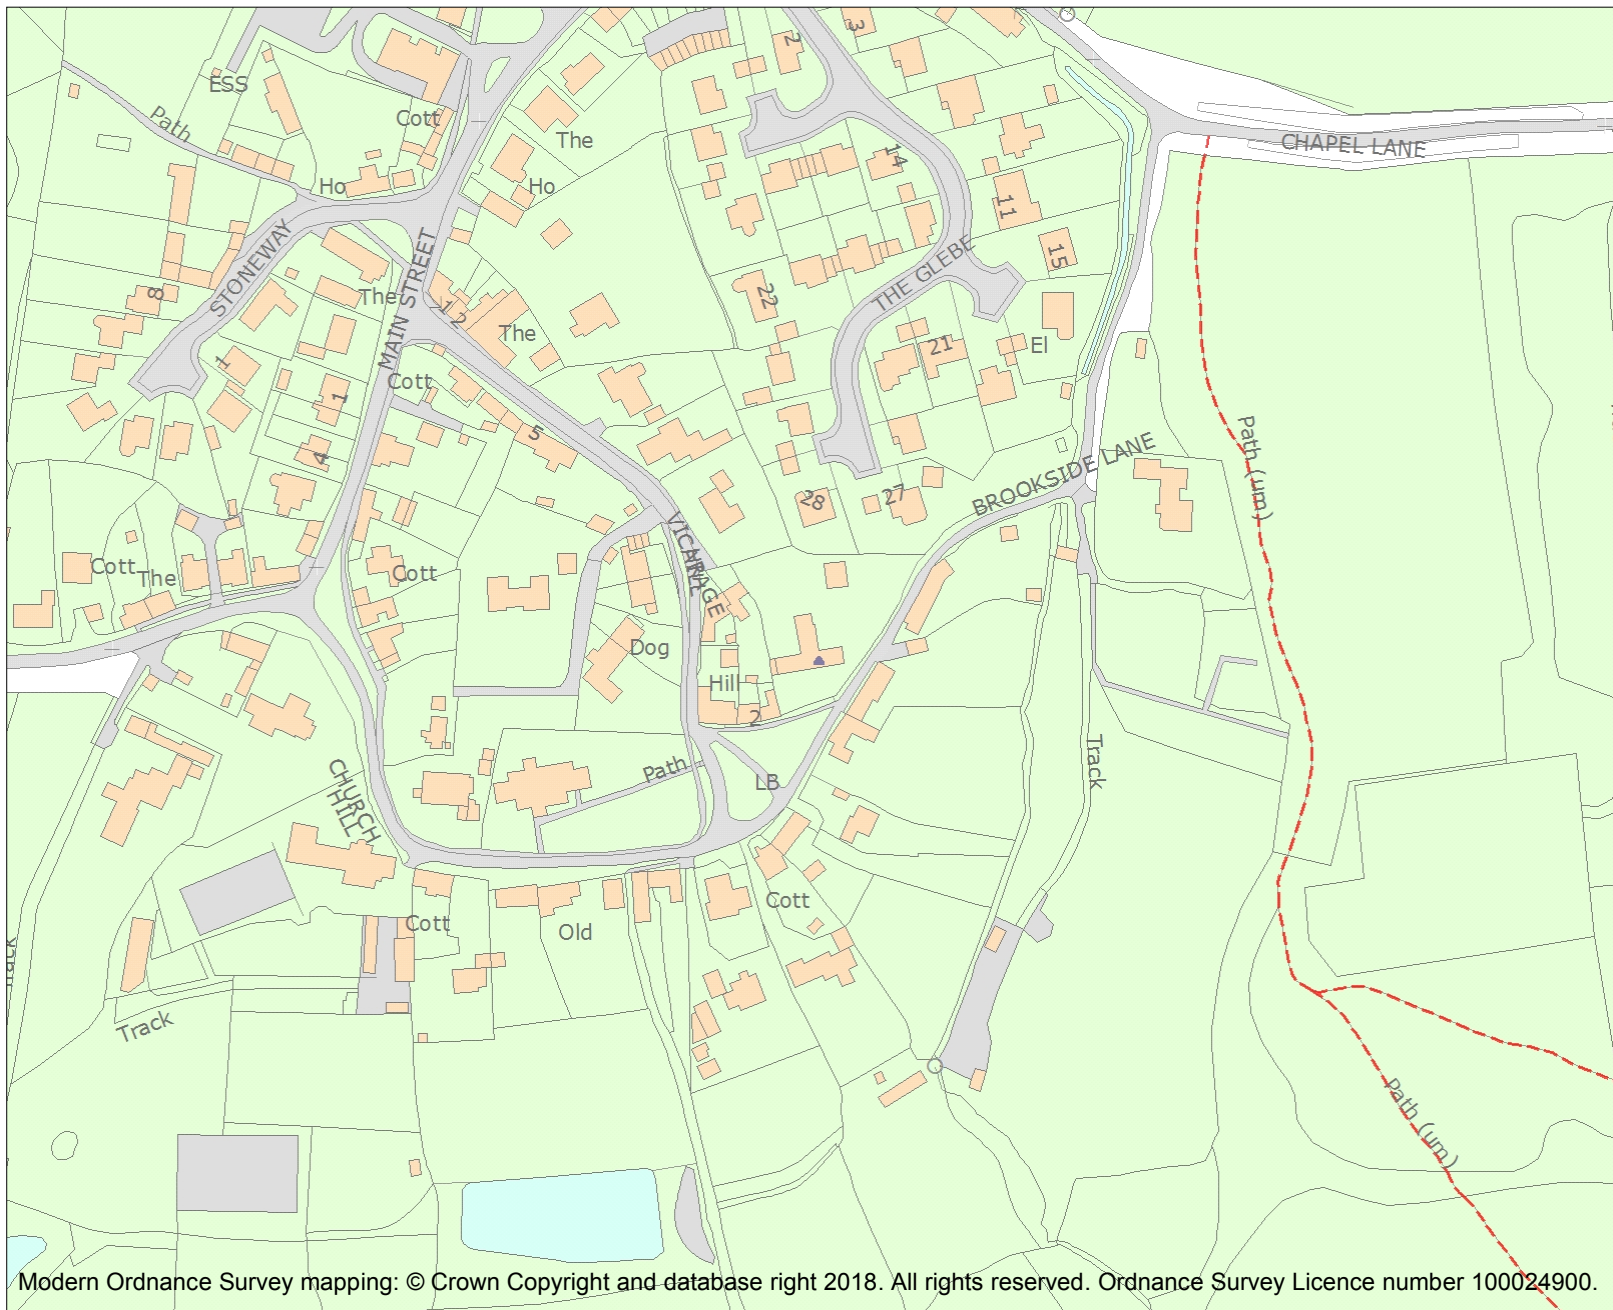 2
3
ESS
Path
Cott
The
14
CHAPEL LANE
Ho
Ho
11
STONEWAY
MAIN STREET
15
THE GLEBE
8
The
1 2
22
The
21
El
1
Cott
1
5
4
Path (um)
BROOKSIDE LANE
28
27
VICARAGE
HILL
Cott
The
Cott
Dog
Hill
2
Track
Path
LB
CHURCH
HILL
Cott
Cott
Old
Track
Path (um)
Modern Ordnance Survey mapping: © Crown Copyright and database right 2018. All rights reserved. Ordnance Survey Licence number 100024900.